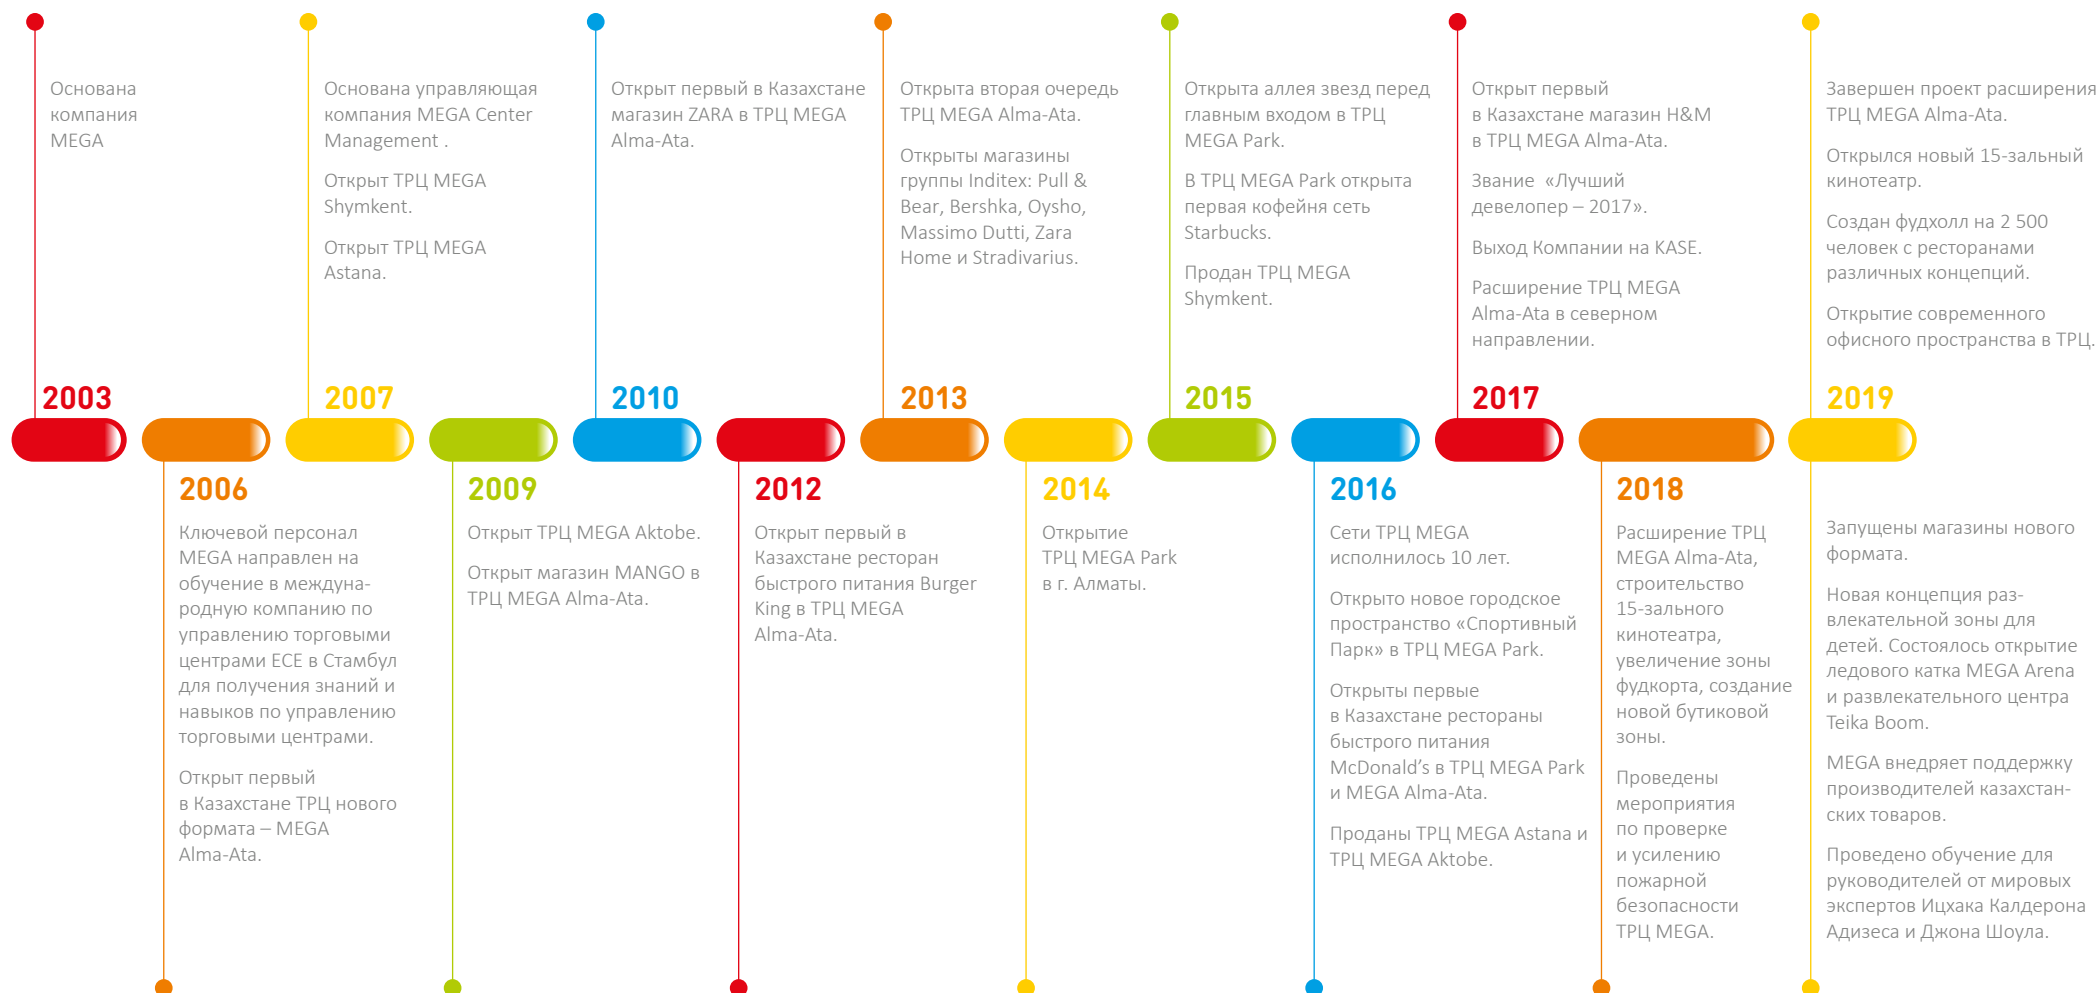 Основана
компания
MEGA
2003
Ключевой персонал
MEGA направлен на
обучение в междуна-
родную компанию по
управлению торговыми
центрами ECE в Стамбул
для получения знаний и
навыков по управлению
торговыми центрами.
Открыт первый
в Казахстане ТРЦ нового
формата – MEGA
Alma-Ata.
2006
Основана управляющая
компания MEGA Center
Management .
Открыт ТРЦ MEGA
Shymkent.
Открыт ТРЦ MEGA
Astana.
2007
2009
Открыт ТРЦ MEGA Aktobe.
Открыт магазин MANGO в
ТРЦ MEGA Alma-Ata.
Открыт первый в Казахстане
магазин ZARA в ТРЦ MEGA
Alma-Ata.
2010
2012
Открыт первый в
Казахстане ресторан
быстрого питания Burger
King в ТРЦ MEGA
Alma-Ata.
Открыта вторая очередь
ТРЦ MEGA Alma-Ata.
Открыты магазины
группы Inditex: Pull &
Bear, Bershka, Oysho,
Massimo Dutti, Zara
Home и Stradivarius.
2013
2014
Открытие
ТРЦ MEGA Park
в г. Алматы.
Открыта аллея звезд перед
главным входом в ТРЦ
MEGA Park.
В ТРЦ MEGA Park открыта
первая кофейня сеть
Starbucks.
Продан ТРЦ MEGA
Shymkent.
2015
2016
Сети ТРЦ MEGA
исполнилось 10 лет.
Открыто новое городское
пространство «Спортивный
Парк» в ТРЦ MEGA Park.
Открыты первые
в Казахстане рестораны
быстрого питания
McDonald’s в ТРЦ MEGA Park
и MEGA Alma-Ata.
Проданы ТРЦ MEGA Astana и
ТРЦ MEGA Aktobe.
Открыт первый
в Казахстане магазин H&M
в ТРЦ MEGA Alma-Ata.
Звание «Лучший
девелопер – 2017».
Выход Компании на KASE.
Расширение ТРЦ MEGA
Alma-Ata в северном
направлении.
2017
2018
Расширение ТРЦ
MEGA Alma-Ata,
строительство
15-зального
кинотеатра,
увеличение зоны
фудкорта, создание
новой бутиковой
зоны.
Проведены
мероприятия
по проверке
и усилению
пожарной
безопасности
ТРЦ MEGA.
Завершен проект расширения
ТРЦ MEGA Alma-Ata.
Открылся новый 15-зальный
кинотеатр.
Создан фудхолл на 2 500
человек с ресторанами
различных концепций.
Открытие современного
офисного пространства в ТРЦ.
2019
Запущены магазины нового
формата.
Новая концепция раз-
влекательной зоны для
детей. Состоялось открытие
ледового катка MEGA Arena
и развлекательного центра
Teika Boom.
MEGA внедряет поддержку
производителей казахстан-
ских товаров.
Проведено обучение для
руководителей от мировых
экспертов Ицхака Калдерона
Адизеса и Джона Шоула.